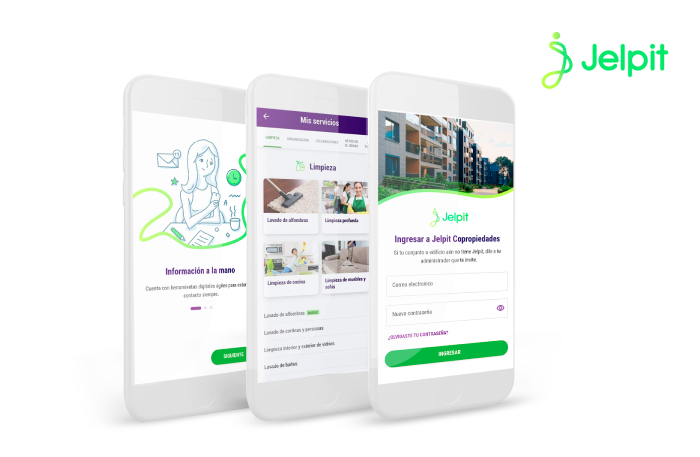 Jelpit
Información a la mano
Cuenta con herramientas digitales ágiles para estar
contacto siempre.
SIGUIENTE
Mis servicios
LIMPIEZA
Limpieza
Lavado de alfombras
Limpieza profunda
Limpieza de cocina
Limpieza de muebles y
sofás
Lavado de alfombras
Lavado de cortinas y persianas
Limpieza interior y exterior de vidrios
Lavado de baños
Jelpit
Ingresar a Jelpit Copropiedades
Si tu conjunto o edificio aún no tiene Jelpit, dile a tu
administrador que te invite.
Correo electronico
Nueva contraseña
¿OLVIDASTE TU CONTRASEÑA?
INGRESAR